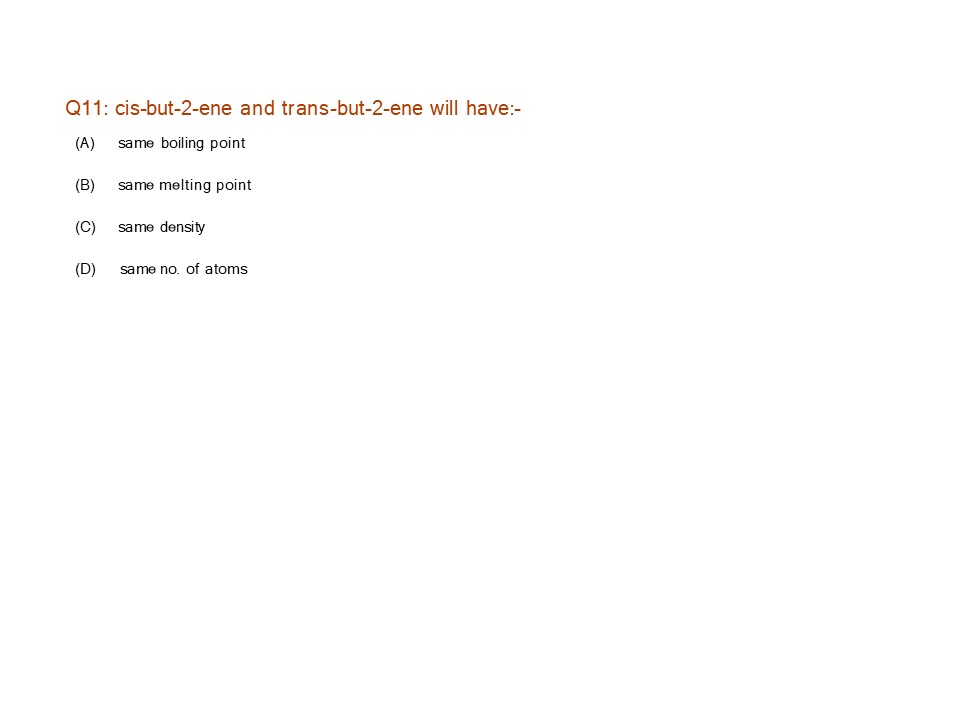 Q11: cis-but-2-ene and trans-but-2-ene will have:-
(A) same boiling point
(B) same melting point
(C) same density
(D) same no. of atoms